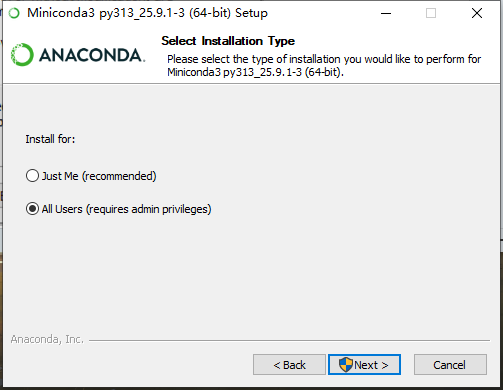 Miniconda3 py313_25.9.1-3 (64-bit) Setup
ANACONDA.
Select Installation Type
Please select the type of installation you would like to perform for
Miniconda3 py313_25.9.1-3 (64-bit).
Install for:
Just Me (recommended)
All Users (requires admin privileges)
Anaconda, Inc.
< Back
Next >
Cancel